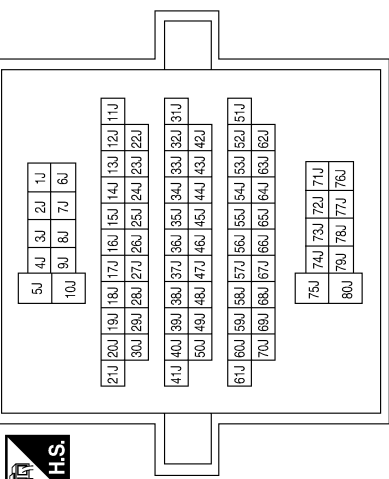 H.S.
5J 4J 3J 2J 1J
10J 9J 8J 7J 6J
21J 20J 19J 18J 17J 16J 15J 14J 13J 12J 11J
30J 29J 28J 27J 26J 25J 24J 23J 22J
41J 40J 39J 38J 37J 36J 35J 34J 33J 32J 31J
50J 49J 48J 47J 46J 45J 44J 43J 42J
61J 60J 59J 58J 57J 56J 55J 54J 53J 52J 51J
70J 69J 68J 67J 66J 65J 64J 63J 62J
75J 74J 73J 72J 71J
80J 79J 78J 77J 76J